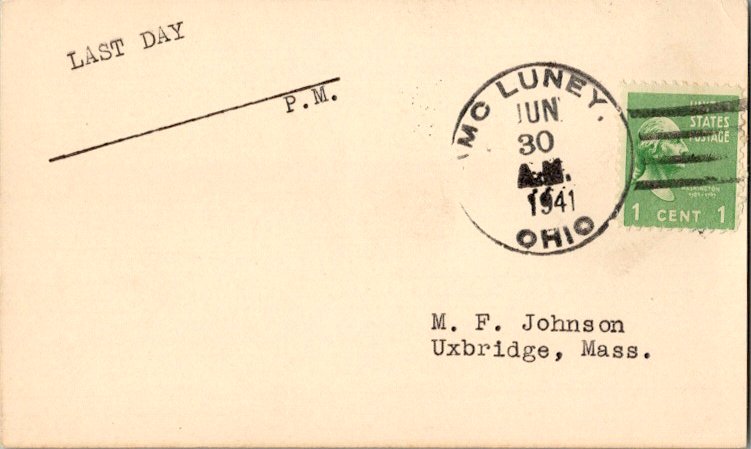 LAST DAY
P.M.
MC LUNEY,
JUN
30
A.M.
1941
OHIO
UNITED
STATES
POSTAGE
WASHINGTON
1 CENT 1
M. F. Johnson
Uxbridge, Mass.